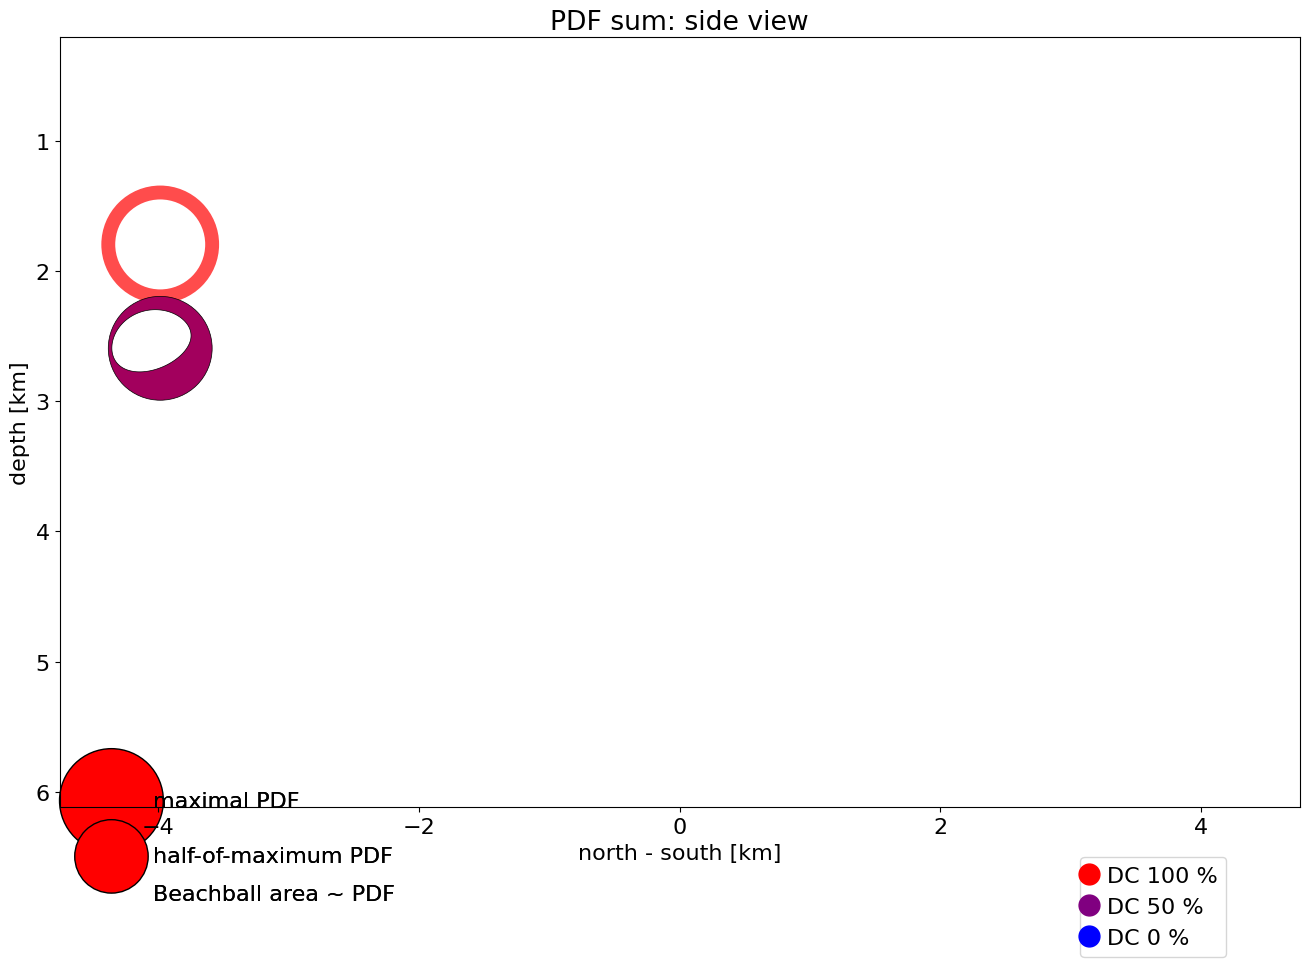 PDF sum: side view
1
2
3
4
5
6
depth [km]
−4
−2
0
2
4
north - south [km]
maximal PDF
half-of-maximum PDF
Beachball area ~ PDF
DC 100 %
DC 50 %
DC 0 %